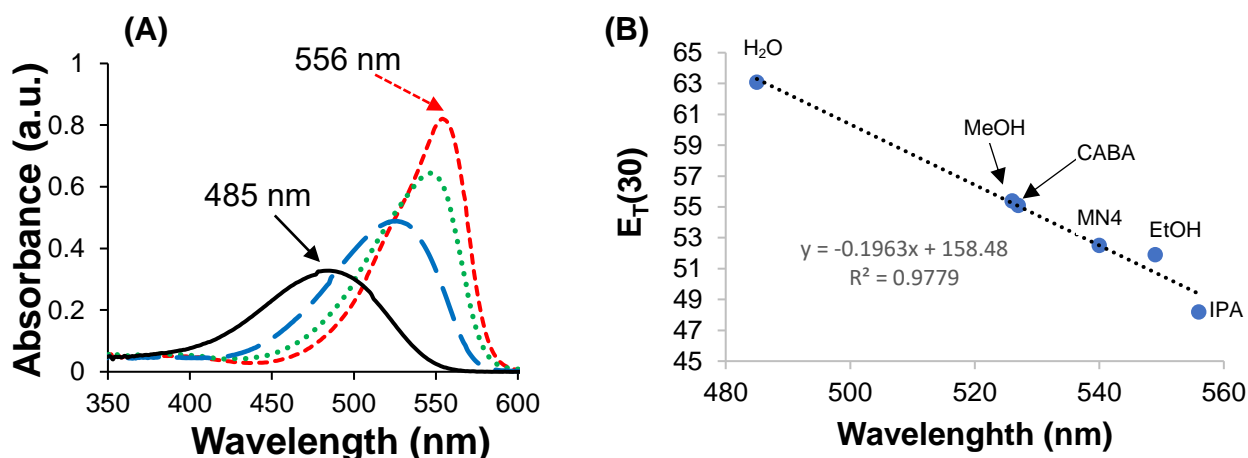 (A)
Absorbance (a.u.)
1
0.8
0.6
0.4
0.2
0
556 nm
485 nm
350 400 450 500 550 600
Wavelength (nm)
(B)
E_T(30)
65
63
61
59
57
55
53
51
49
47
45
H₂O
MeOH
CABA
MN4
EtOH
IPA
y = -0.1963x + 158.48
R² = 0.9779
480 500 520 540 560
Wavelenghth (nm)